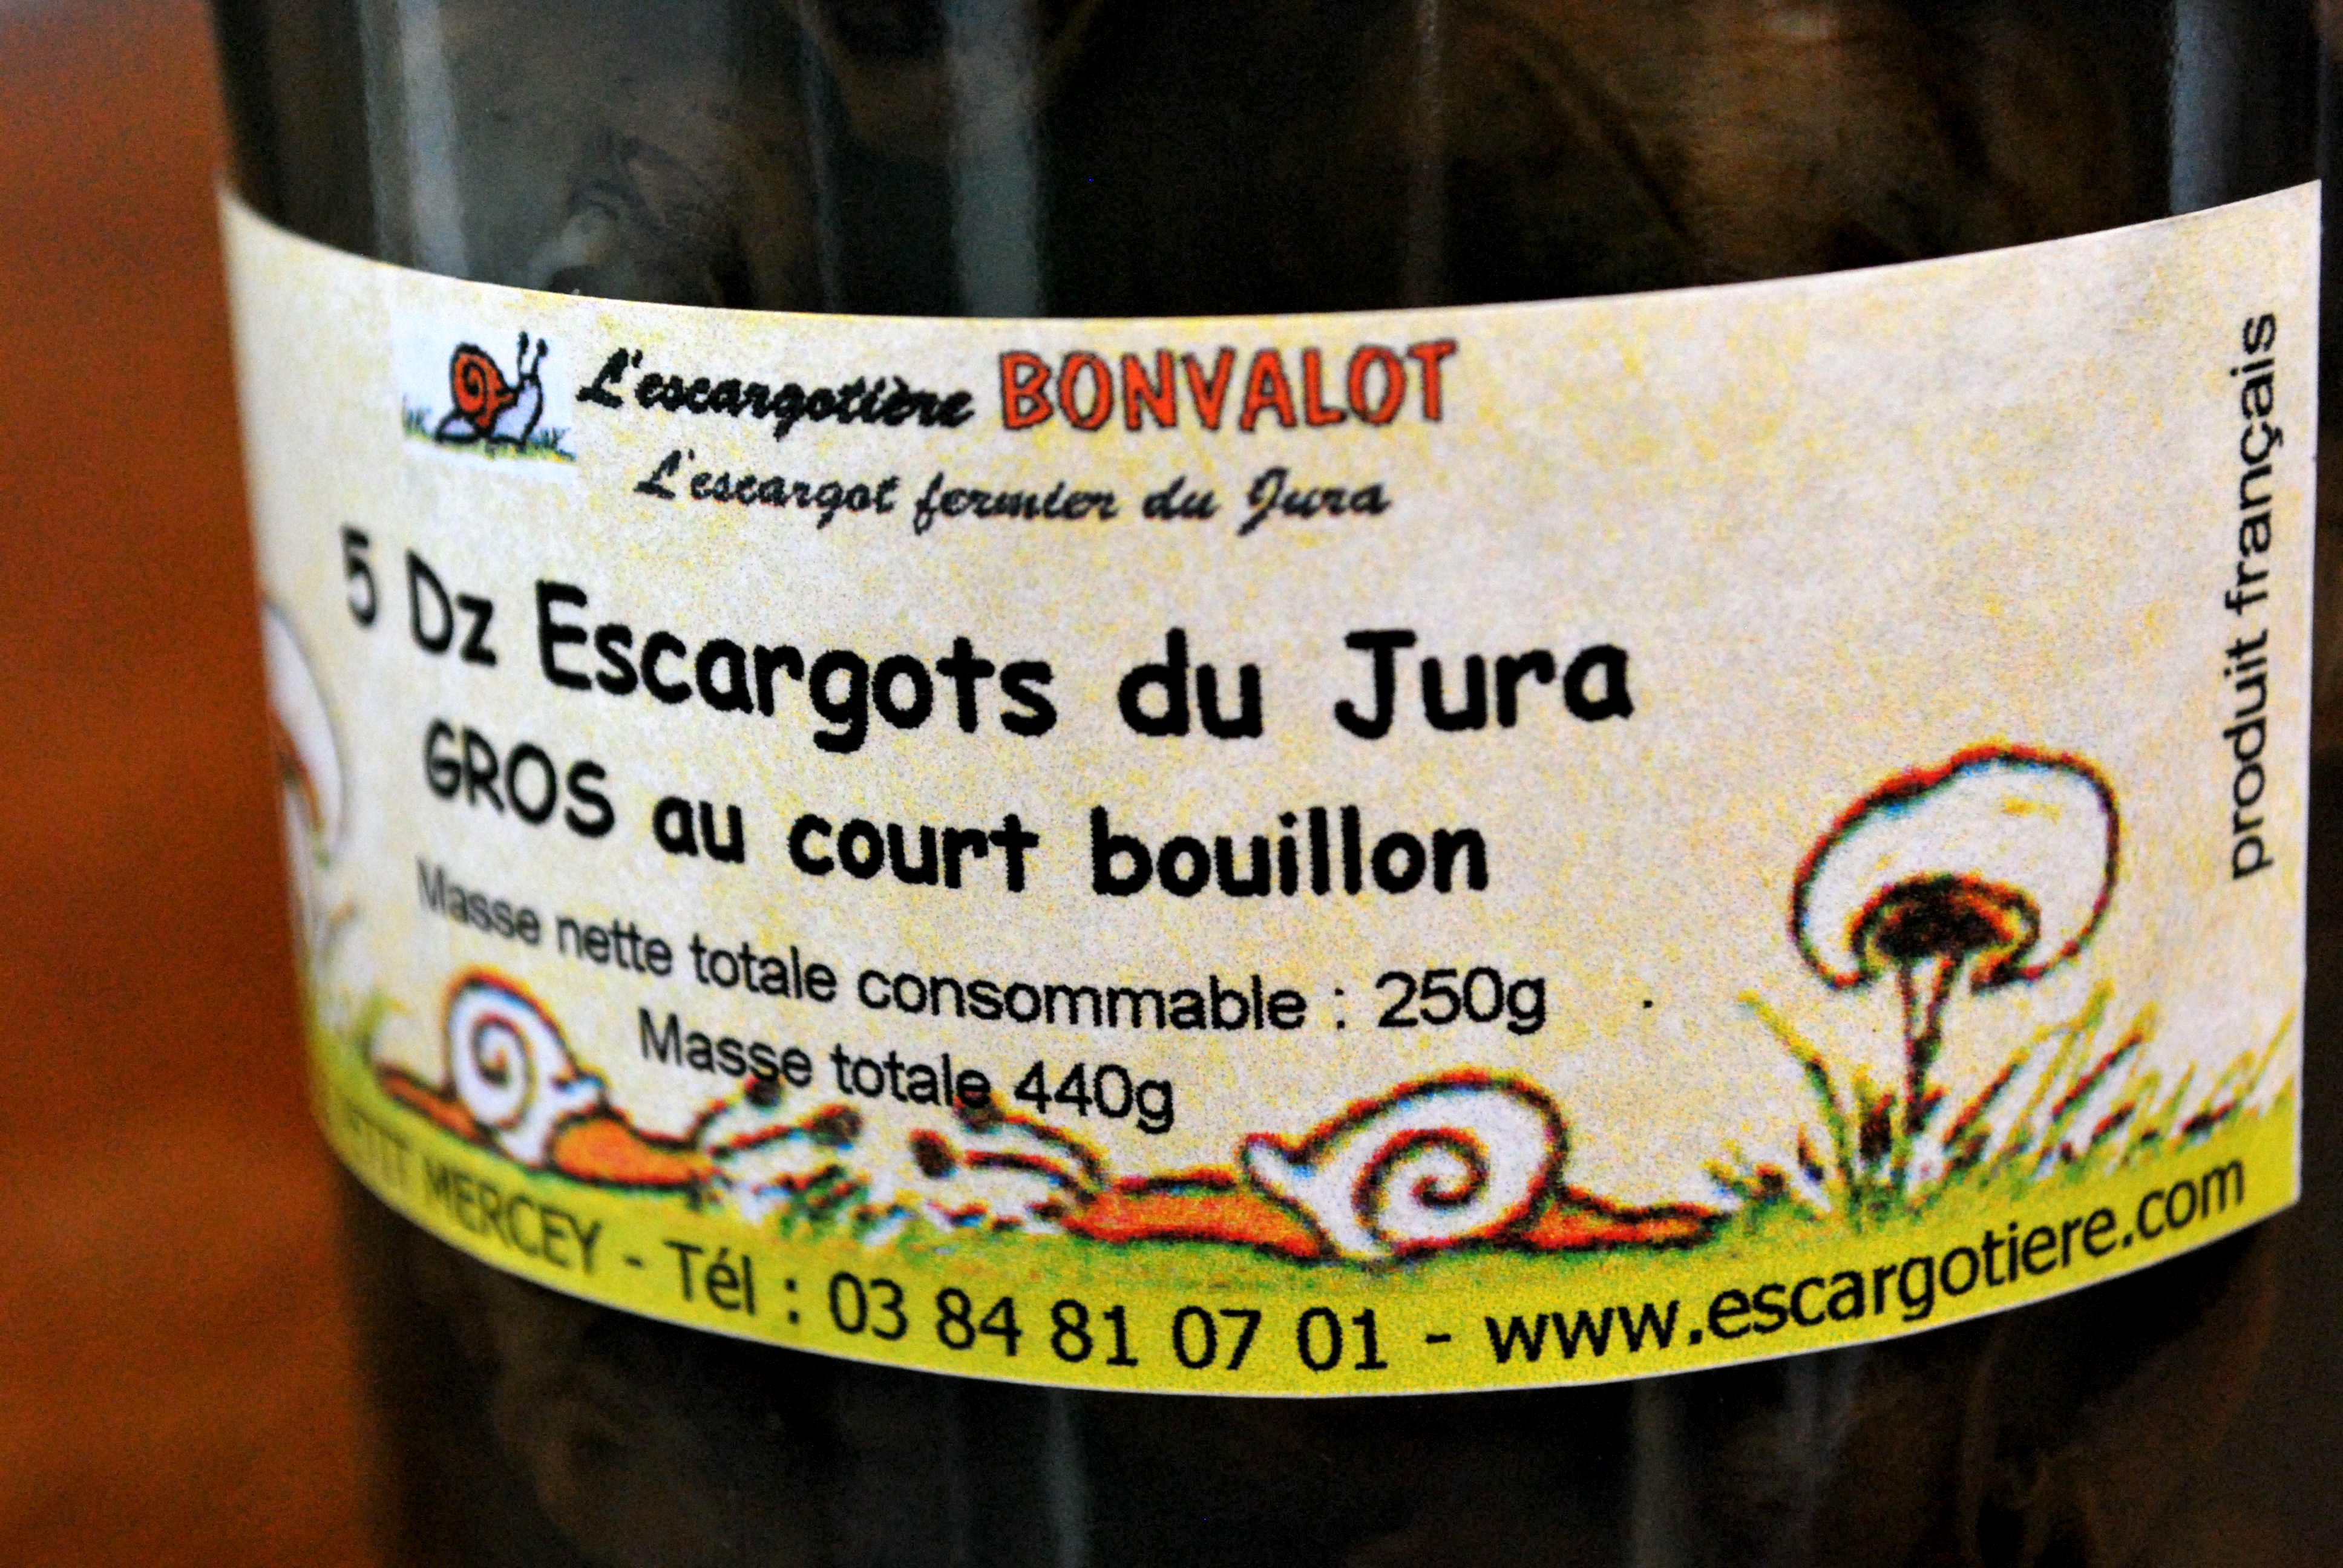 L'escargotière BONVALOT
L'escargot fermier du Jura
5 Dz Escargots du Jura
GROS au court bouillon
Masse nette totale consommable : 250g
Masse totale 440g
MERCEY - Tél : 03 84 81 07 01 - www.escargotiere.com
produit français